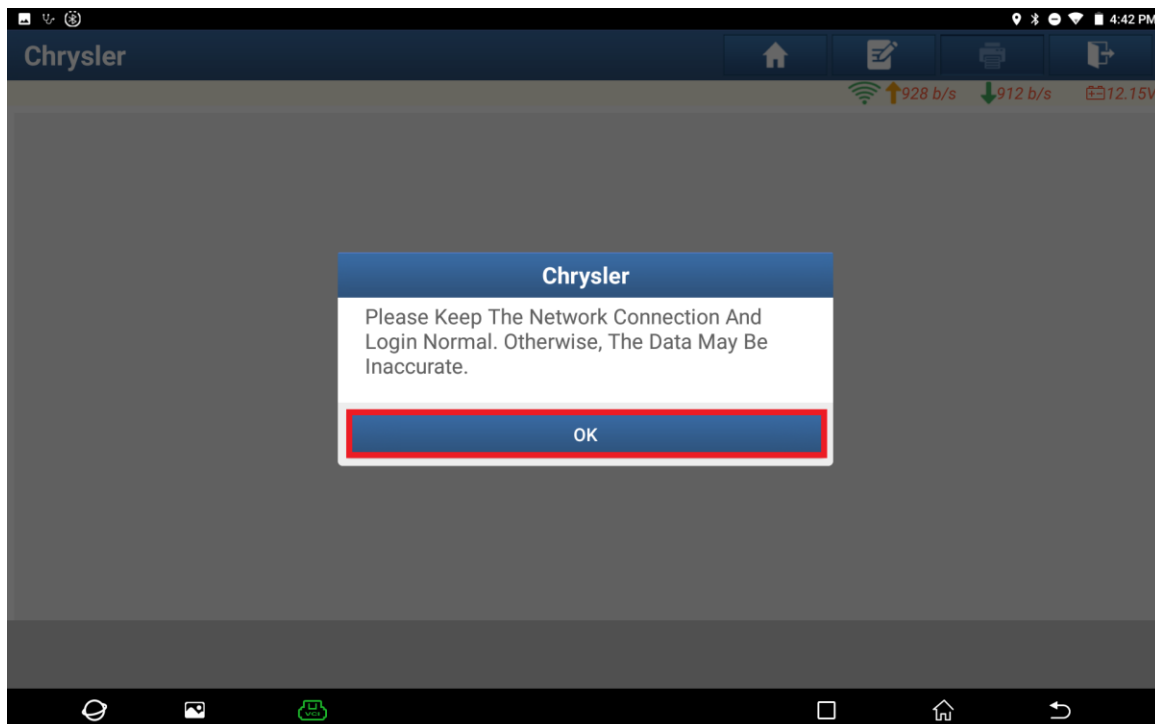 4:42 PM
Chrysler
928 b/s 912 b/s 12.15V
Chrysler
Please Keep The Network Connection And
Login Normal. Otherwise, The Data May Be
Inaccurate.
OK
VCI